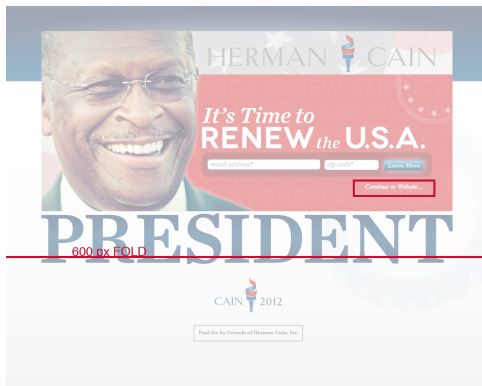 HERMAN CAIN
It's Time to
RENEW the U.S.A.
email address* zip code* Learn More
Continue to Website...
PRESIDENT
600 px FOLD
CAIN 2012
Paid for by Friends of Herman Cain, Inc.